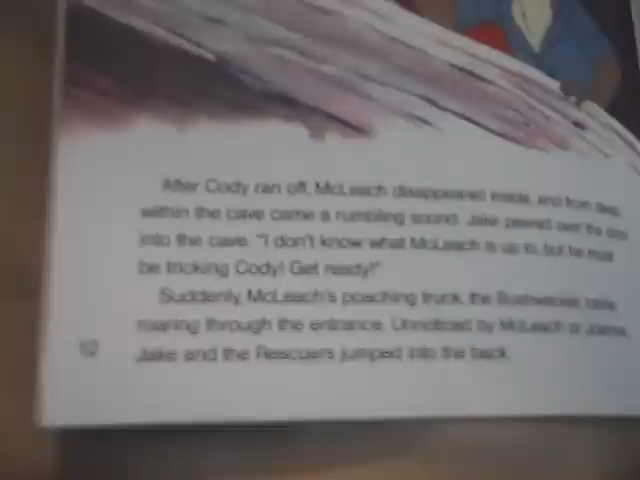 After Cody ran off, McLeach disappeared inside, and from deep
within the cave came a rumbling sound. Jake peered over the
into the cave. "I don't know what McLeach is up to, but he must
be tricking Cody! Get ready!"
Suddenly, McLeach's poaching truck, the Bushwacker, came
roaring through the entrance. Unnoticed by McLeach or Joanna,
12 Jake and the Rescuers jumped into the back.